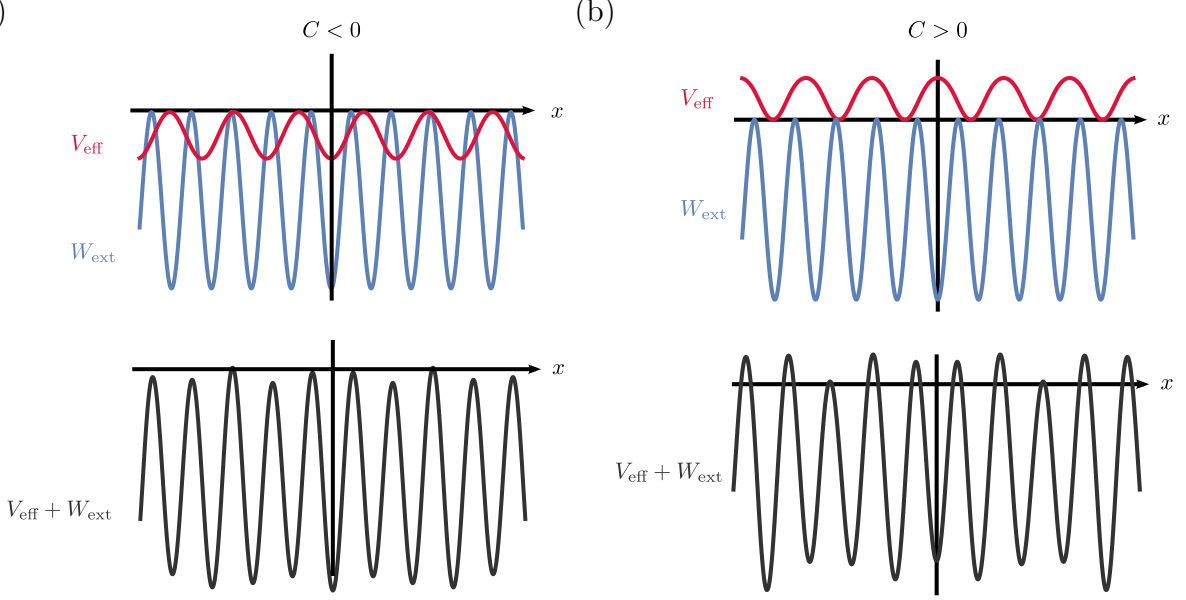 )
C < 0
x
V_eff
W_ext
x
V_eff + W_ext
(b)
C > 0
V_eff
x
W_ext
x
V_eff + W_ext